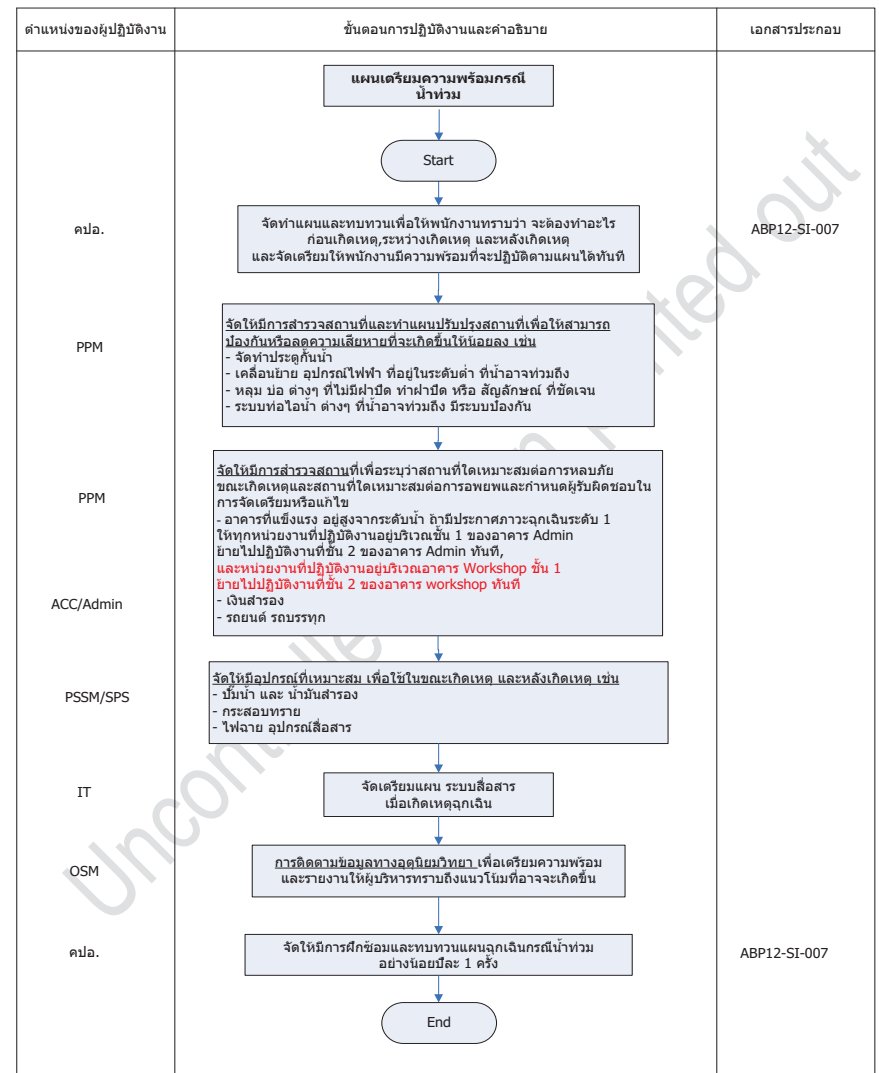 ตำแหน่งของผู้ปฏิบัติงาน
ขั้นตอนการปฏิบัติงานและคำอธิบาย
เอกสารประกอบ
แผนเตรียมความพร้อมกรณี
น้ำท่วม
Start
คปอ.
จัดทำแผนและทบทวนเพื่อให้พนักงานทราบว่า จะต้องทำอะไร
ก่อนเกิดเหตุ,ระหว่างเกิดเหตุ และหลังเกิดเหตุ
และจัดเตรียมให้พนักงานมีความพร้อมที่จะปฏิบัติตามแผนได้ทันที
ABP12-SI-007
PPM
จัดให้มีการสำรวจสถานที่และทำแผนปรับปรุงสถานที่เพื่อให้สามารถ
ป้องกันหรือลดความเสียหายที่จะเกิดขึ้นให้น้อยลง เช่น
- จัดทำประตูกั้นน้ำ
- เคลื่อนย้าย อุปกรณ์ไฟฟ้า ที่อยู่ในระดับต่ำ ที่น้ำอาจท่วมถึง
- หลุม บ่อ ต่างๆ ที่ไม่มีฝาปิด ทำฝาปิด หรือ สัญลักษณ์ ที่ชัดเจน
- ระบบท่อไอน้ำ ต่างๆ ที่น้ำอาจท่วมถึง มีระบบป้องกัน
PPM
จัดให้มีการสำรวจสถานที่เพื่อระบุว่าสถานที่ใดเหมาะสมต่อการหลบภัย
ขณะเกิดเหตุและสถานที่ใดเหมาะสมต่อการอพยพและกำหนดผู้รับผิดชอบใน
การจัดเตรียมหรือแก้ไข
- อาคารที่แข็งแรง อยู่สูงจากระดับน้ำ ถ้ามีประกาศภาวะฉุกเฉินระดับ 1
ให้ทุกหน่วยงานที่ปฏิบัติงานอยู่บริเวณชั้น 1 ของอาคาร Admin
ย้ายไปปฏิบัติงานที่ชั้น 2 ของอาคาร Admin ทันที,
และหน่วยงานที่ปฏิบัติงานอยู่บริเวณอาคาร Workshop ชั้น 1
ย้ายไปปฏิบัติงานที่ชั้น 2 ของอาคาร workshop ทันที
ACC/Admin
- เงินสำรอง
- รถยนต์ รถบรรทุก
PSSM/SPS
จัดให้มีอุปกรณ์ที่เหมาะสม เพื่อใช้ในขณะเกิดเหตุ และหลังเกิดเหตุ เช่น
- ปั๊มน้ำ และ น้ำมันสำรอง
- กระสอบทราย
- ไฟฉาย อุปกรณ์สื่อสาร
IT
จัดเตรียมแผน ระบบสื่อสาร
เมื่อเกิดเหตุฉุกเฉิน
OSM
การติดตามข้อมูลทางอุตุนิยมวิทยา เพื่อเตรียมความพร้อม
และรายงานให้ผู้บริหารทราบถึงแนวโน้มที่อาจจะเกิดขึ้น
คปอ.
จัดให้มีการฝึกซ้อมและทบทวนแผนฉุกเฉินกรณีน้ำท่วม
อย่างน้อยปีละ 1 ครั้ง
ABP12-SI-007
End